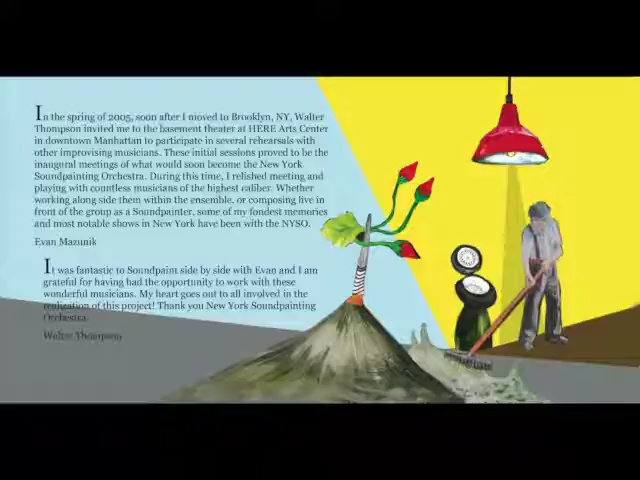 In the spring of 2005, soon after I moved to Brooklyn, NY, Walter
Thompson invited me to the basement theater at HERE Arts Center
in downtown Manhattan to participate in several rehearsals with
other improvising musicians. These initial sessions proved to be the
inaugural meetings of what would soon become the New York
Soundpainting Orchestra. During this time, I relished meeting and
playing with countless musicians of the highest caliber. Whether
working along side them within the ensemble, or composing live in
front of the group as a Soundpainter, some of my fondest memories
and most notable shows in New York have been with the NYSO.
Evan Mazunik
It was fantastic to Soundpaint side by side with Evan and I am
grateful for having had the opportunity to work with these
wonderful musicians. My heart goes out to all involved in the
realization of this project! Thank you New York Soundpainting
Orchestra.
Walter Thompson